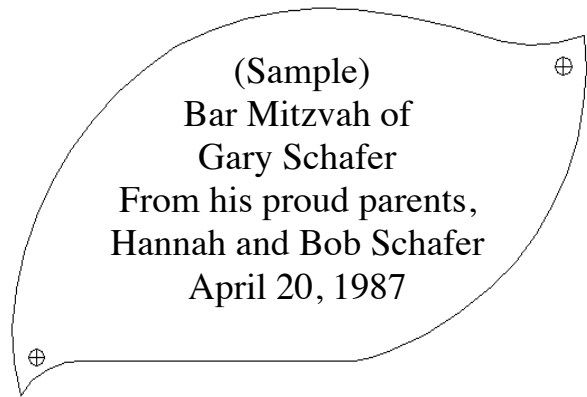 (Sample)
Bar Mitzvah of
Gary Schafer
From his proud parents,
Hannah and Bob Schafer
April 20, 1987